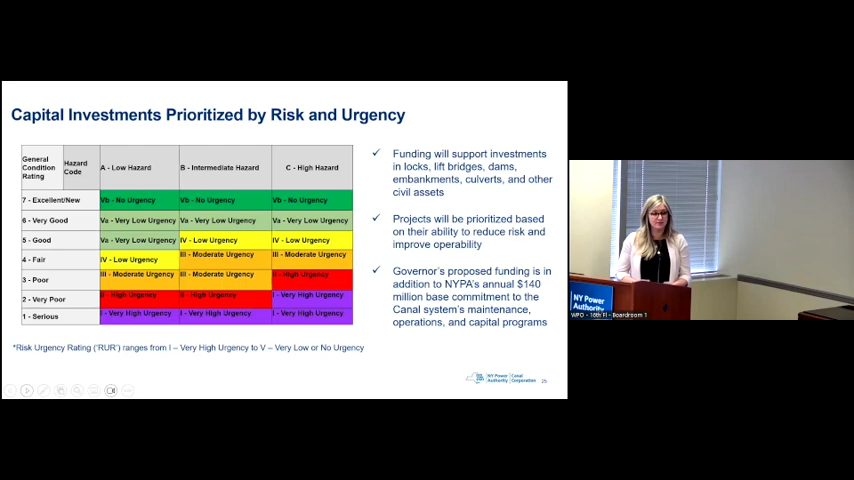 Capital Investments Prioritized by Risk and Urgency
General Condition Rating Hazard Code A - Low Hazard B - Intermediate Hazard C - High Hazard
7 - Excellent/New Vb - No Urgency Vb - No Urgency Vb - No Urgency
6 - Very Good Va - Very Low Urgency Va - Very Low Urgency Va - Very Low Urgency
5 - Good Va - Very Low Urgency IV - Low Urgency IV - Low Urgency
4 - Fair IV - Low Urgency III - Moderate Urgency III - Moderate Urgency
3 - Poor III - Moderate Urgency III - Moderate Urgency II - High Urgency
2 - Very Poor II - High Urgency II - High Urgency I - Very High Urgency
1 - Serious I - Very High Urgency I - Very High Urgency I - Very High Urgency
*Risk Urgency Rating ('RUR') ranges from I – Very High Urgency to V – Very Low or No Urgency
✓ Funding will support investments
in locks, lift bridges, dams,
embankments, culverts, and other
civil assets
✓ Projects will be prioritized based
on their ability to reduce risk and
improve operability
✓ Governor's proposed funding is in
addition to NYPA's annual $140
million base commitment to the
Canal system's maintenance,
operations, and capital programs
NY Power Authority
Canal Corporation
25
NY Power
Authority
WPO - 16th Fl - Boardroom 1